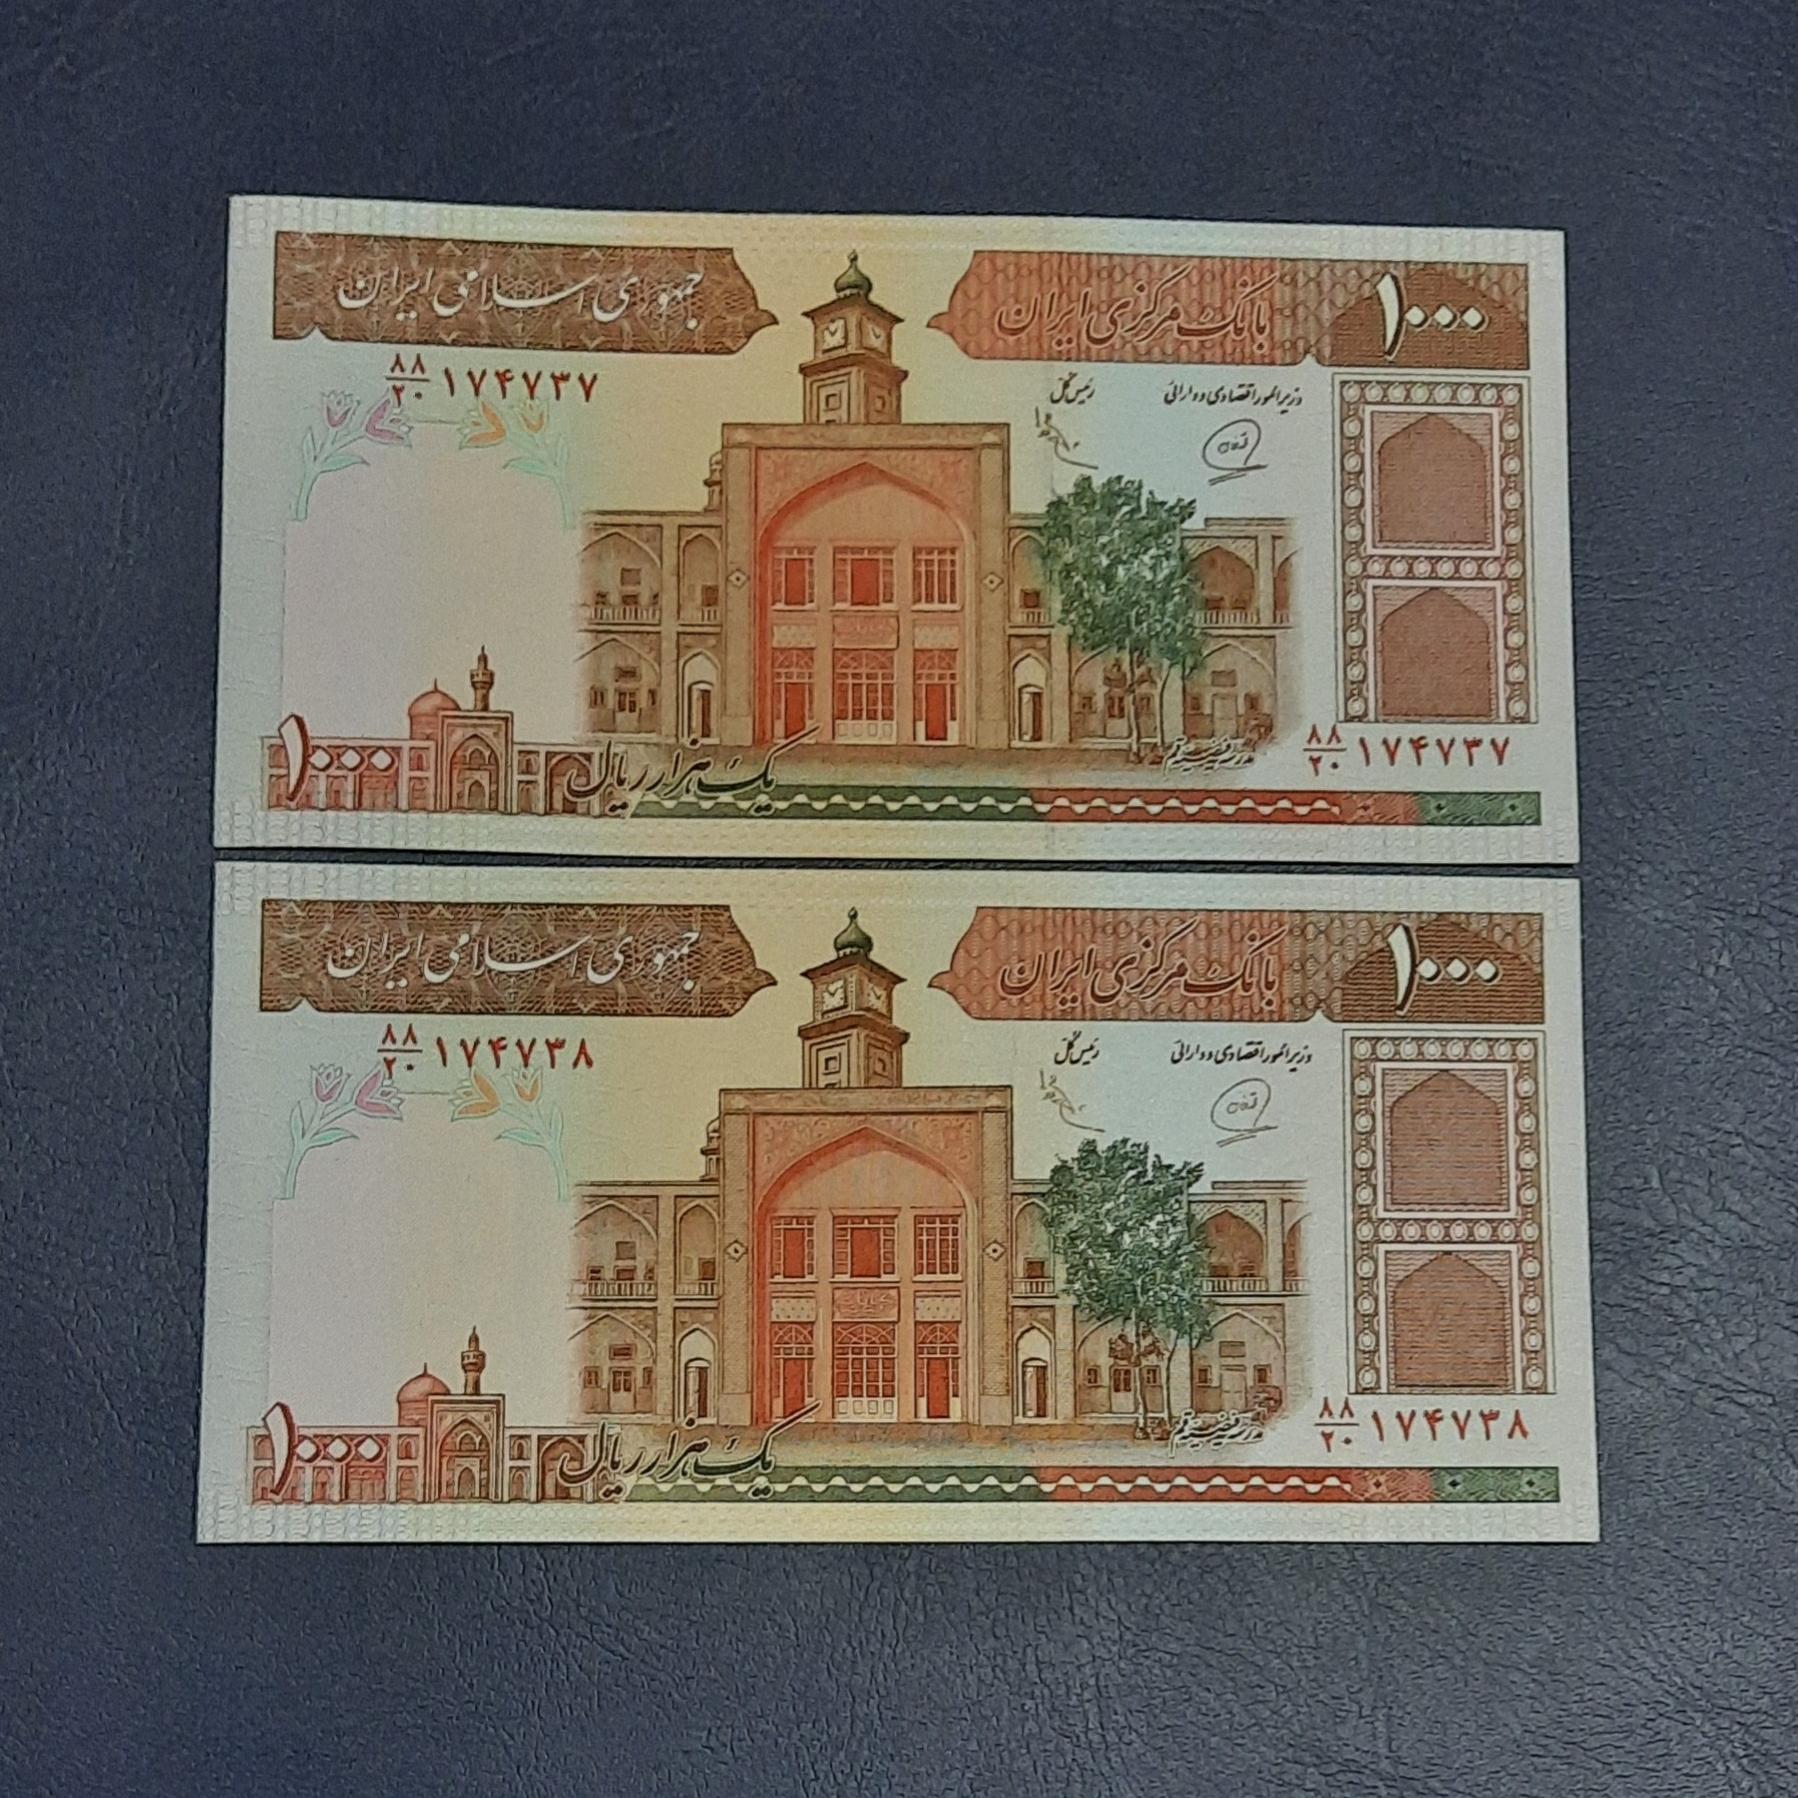 جمهوری اسلامی ایران
بانک مرکزی ایران
۱۰۰۰
۸۸/۲۰ ۱۷۴۷۳۷
رئیس کل
وزیر امور اقتصادی و دارائی
مدرسه فیضیه قم
۸۸/۲۰ ۱۷۴۷۳۷
۱۰۰۰
یک هزار ریال
جمهوری اسلامی ایران
بانک مرکزی ایران
۱۰۰۰
۸۸/۲۰ ۱۷۴۷۳۸
رئیس کل
وزیر امور اقتصادی و دارائی
مدرسه فیضیه قم
۸۸/۲۰ ۱۷۴۷۳۸
۱۰۰۰
یک هزار ریال